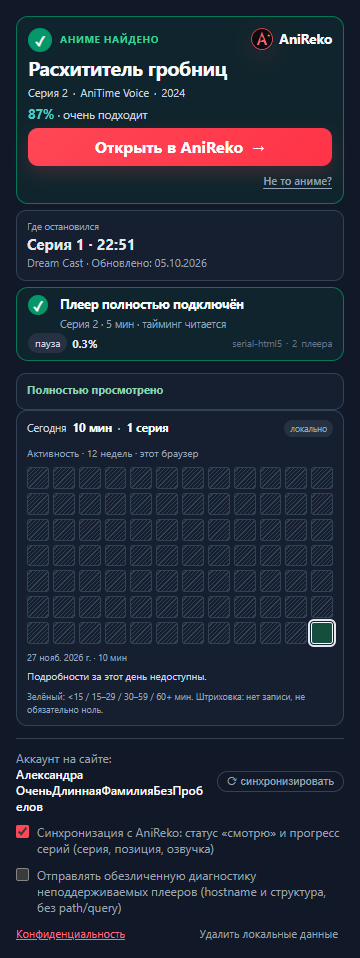 АНИМЕ НАЙДЕНО
AniReko
Расхититель гробниц
Серия 2 · AniTime Voice · 2024
87% · очень подходит
Открыть в AniReko →
Не то аниме?
Где остановился
Серия 1 · 22:51
Dream Cast · Обновлено: 05.10.2026
Плеер полностью подключён
Серия 2 · 5 мин · тайминг читается
пауза 0.3% serial-html5 · 2 плеера
Полностью просмотрено
Сегодня 10 мин · 1 серия локально
Активность · 12 недель · этот браузер
27 нояб. 2026 г. · 10 мин
Подробности за этот день недоступны.
Зелёный: <15 / 15–29 / 30–59 / 60+ мин. Штриховка: нет записи, не
обязательно ноль.
Аккаунт на сайте:
Александра
ОченьДлиннаяФамилияБезПроб
елов
синхронизировать
Синхронизация с AniReko: статус «смотрю» и прогресс
серий (серия, позиция, озвучка)
Отправлять обезличенную диагностику
неподдерживаемых плееров (hostname и структура,
без path/query)
Конфиденциальность
Удалить локальные данные